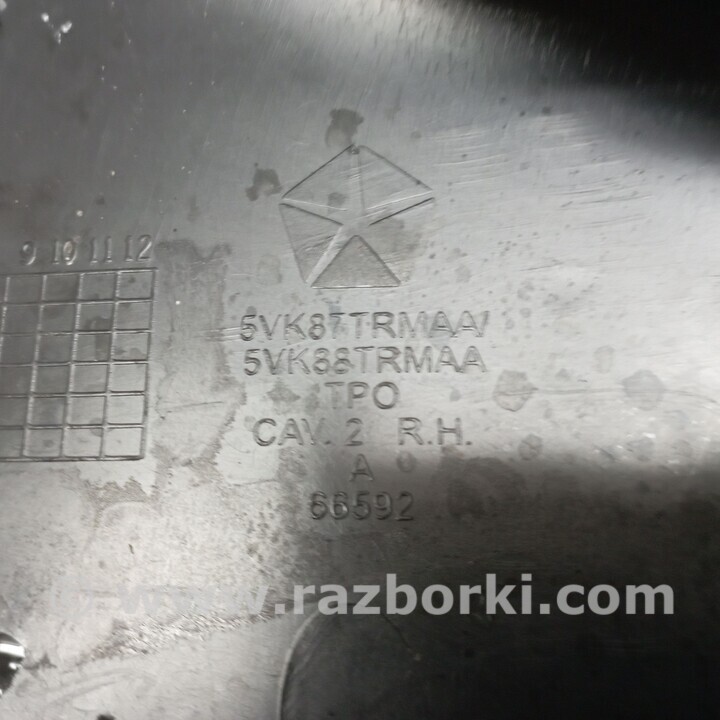 9 10 11 12
5VK87TRMAA/
5VK88TRMAA
TPO
CAV. 2 R.H.
A
66592
www.razborki.com